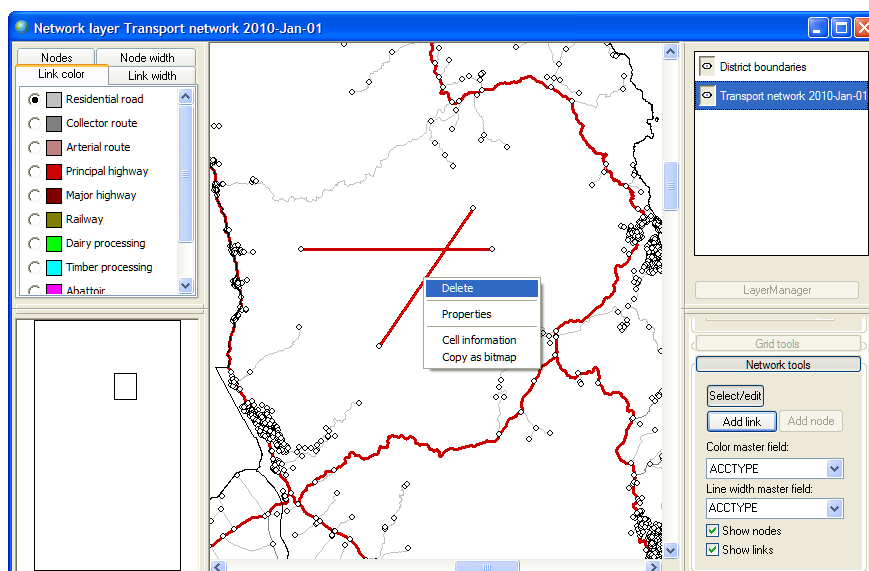 Network layer Transport network 2010-Jan-01
Nodes
Node width
Link color
Link width
Residential road
Collector route
Arterial route
Principal highway
Major highway
Railway
Dairy processing
Timber processing
Abattoir
Delete
Properties
Cell information
Copy as bitmap
District boundaries
Transport network 2010-Jan-01
LayerManager
Grid tools
Network tools
Select/edit
Add link
Add node
Color master field:
ACCTYPE
Line width master field:
ACCTYPE
Show nodes
Show links